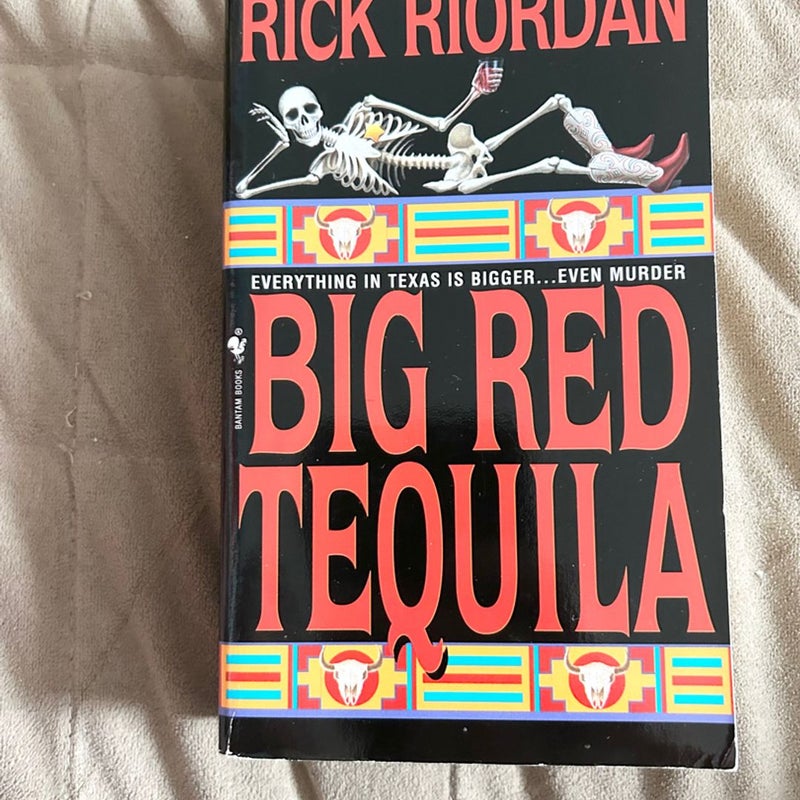 RICK RIORDAN
EVERYTHING IN TEXAS IS BIGGER...EVEN MURDER
BANTAM BOOKS
®
BIG RED
TEQUILA